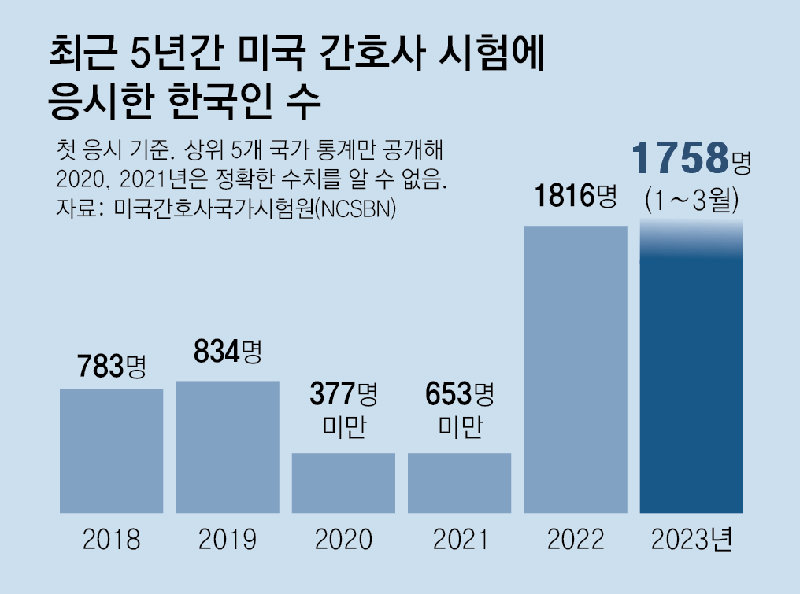 최근 5년간 미국 간호사 시험에
응시한 한국인 수
첫 응시 기준. 상위 5개 국가 통계만 공개해
2020, 2021년은 정확한 수치를 알 수 없음.
자료: 미국간호사국가시험원(NCSBN)
783명
834명
377명
미만
653명
미만
1816명
1758명
(1～3월)
2018
2019
2020
2021
2022
2023년